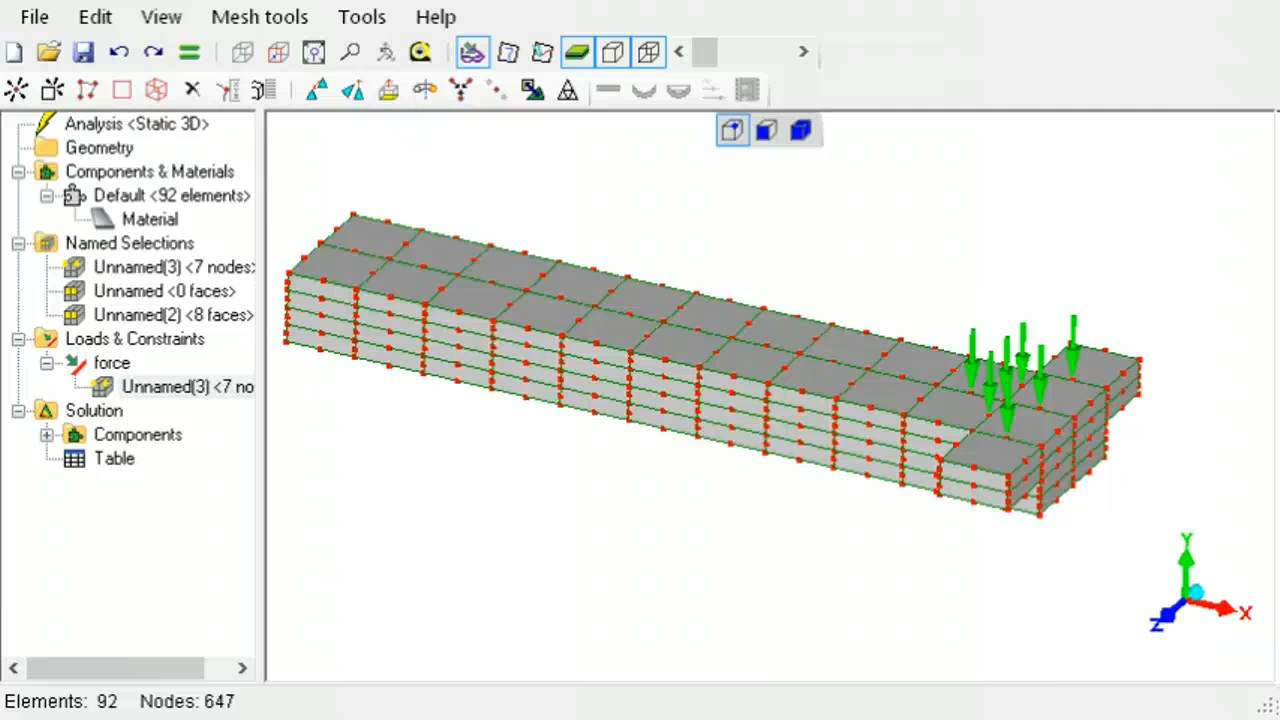 File Edit View Mesh tools Tools Help
Analysis <Static 3D>
Geometry
Components & Materials
Default <92 elements>
Material
Named Selections
Unnamed(3) <7 nodes>
Unnamed <0 faces>
Unnamed(2) <8 faces>
Loads & Constraints
force
Unnamed(3) <7 no
Solution
Components
Table
Y
X
Z
Elements: 92 Nodes: 647